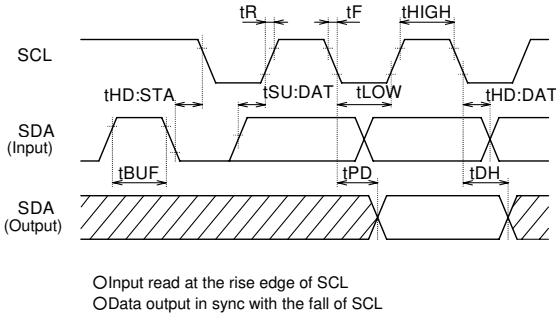 tR tF tHIGH
SCL
tHD:STA tSU:DAT tLOW tHD:DAT
SDA
(Input)
tBUF tPD tDH
SDA
(Output)
○Input read at the rise edge of SCL
○Data output in sync with the fall of SCL